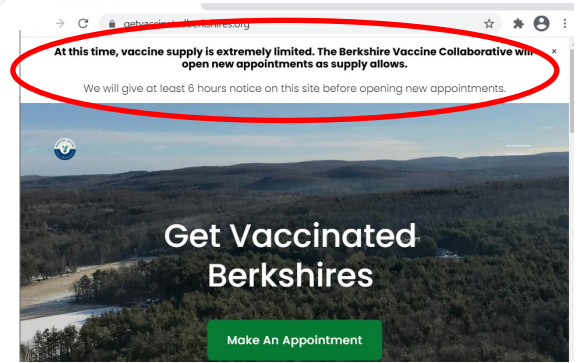 getvaccinatedberkshires.org
At this time, vaccine supply is extremely limited. The Berkshire Vaccine Collaborative will
open new appointments as supply allows.
We will give at least 6 hours notice on this site before opening new appointments.
Get Vaccinated
Berkshires
Make An Appointment